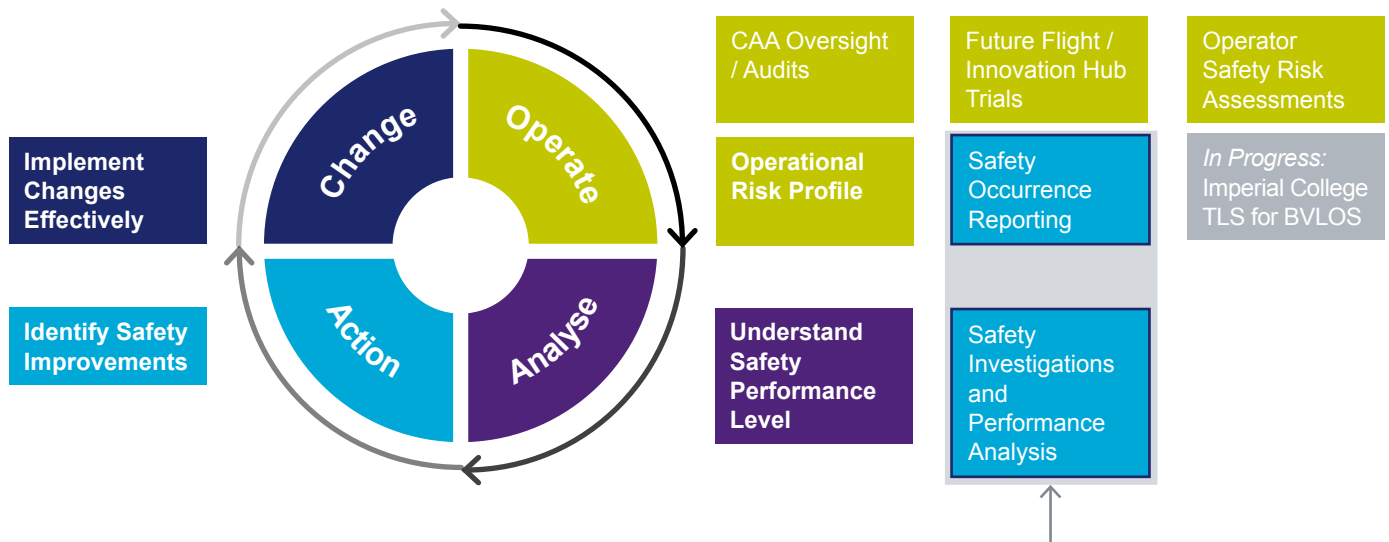 CAA Oversight
/ Audits
Future Flight /
Innovation Hub
Trials
Operator
Safety Risk
Assessments
Change
Operate
Implement
Changes
Effectively
Operational
Risk Profile
Safety
Occurrence
Reporting
In Progress:
Imperial College
TLS for BVLOS
Action
Analyse
Identify Safety
Improvements
Understand
Safety
Performance
Level
Safety
Investigations
and
Performance
Analysis